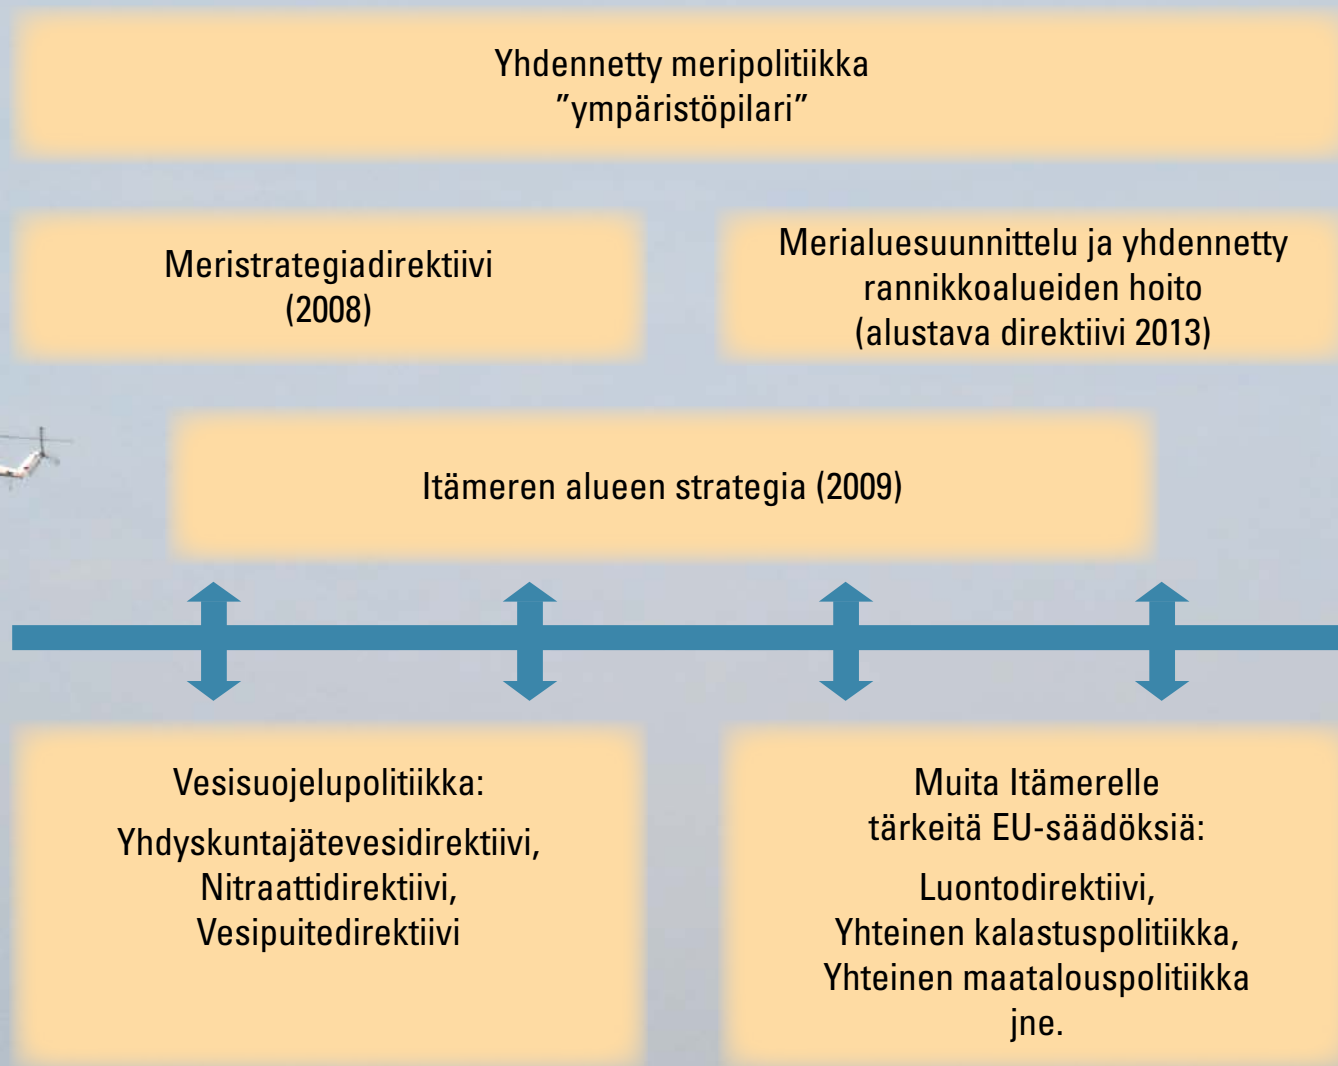 Yhdennetty meripolitiikka
”ympäristöpilari”
Meristrategiadirektiivi
(2008)
Merialuesuunnittelu ja yhdennetty
rannikkoalueiden hoito
(alustava direktiivi 2013)
Itämeren alueen strategia (2009)
Vesisuojelupolitiikka:
Yhdyskuntajätevesidirektiivi,
Nitraattidirektiivi,
Vesipuitedirektiivi
Muita Itämerelle
tärkeitä EU-säädöksiä:
Luontodirektiivi,
Yhteinen kalastuspolitiikka,
Yhteinen maatalouspolitiikka
jne.